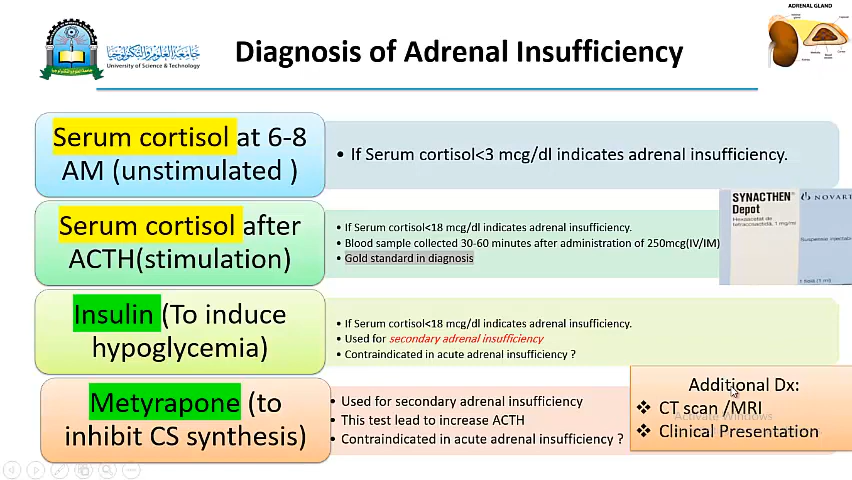 ADRENAL GLAND
جامعة العلوم والتكنولوجيا
University of Science & Technology
Diagnosis of Adrenal Insufficiency
Serum cortisol at 6-8
AM (unstimulated )
• If Serum cortisol<3 mcg/dl indicates adrenal insufficiency.
Serum cortisol after
ACTH(stimulation)
• If Serum cortisol<18 mcg/dl indicates adrenal insufficiency.
• Blood sample collected 30-60 minutes after administration of 250mcg(IV/IM)
• Gold standard in diagnosis
SYNACTHEN
Depot
NOVART
Insulin (To induce
hypoglycemia)
• If Serum cortisol<18 mcg/dl indicates adrenal insufficiency.
• Used for secondary adrenal insufficiency
• Contraindicated in acute adrenal insufficiency ?
Metyrapone (to
inhibit CS synthesis)
• Used for secondary adrenal insufficiency
• This test lead to increase ACTH
• Contraindicated in acute adrenal insufficiency ?
Additional Dx:
❖ CT scan /MRI
❖ Clinical Presentation
Activate Windows